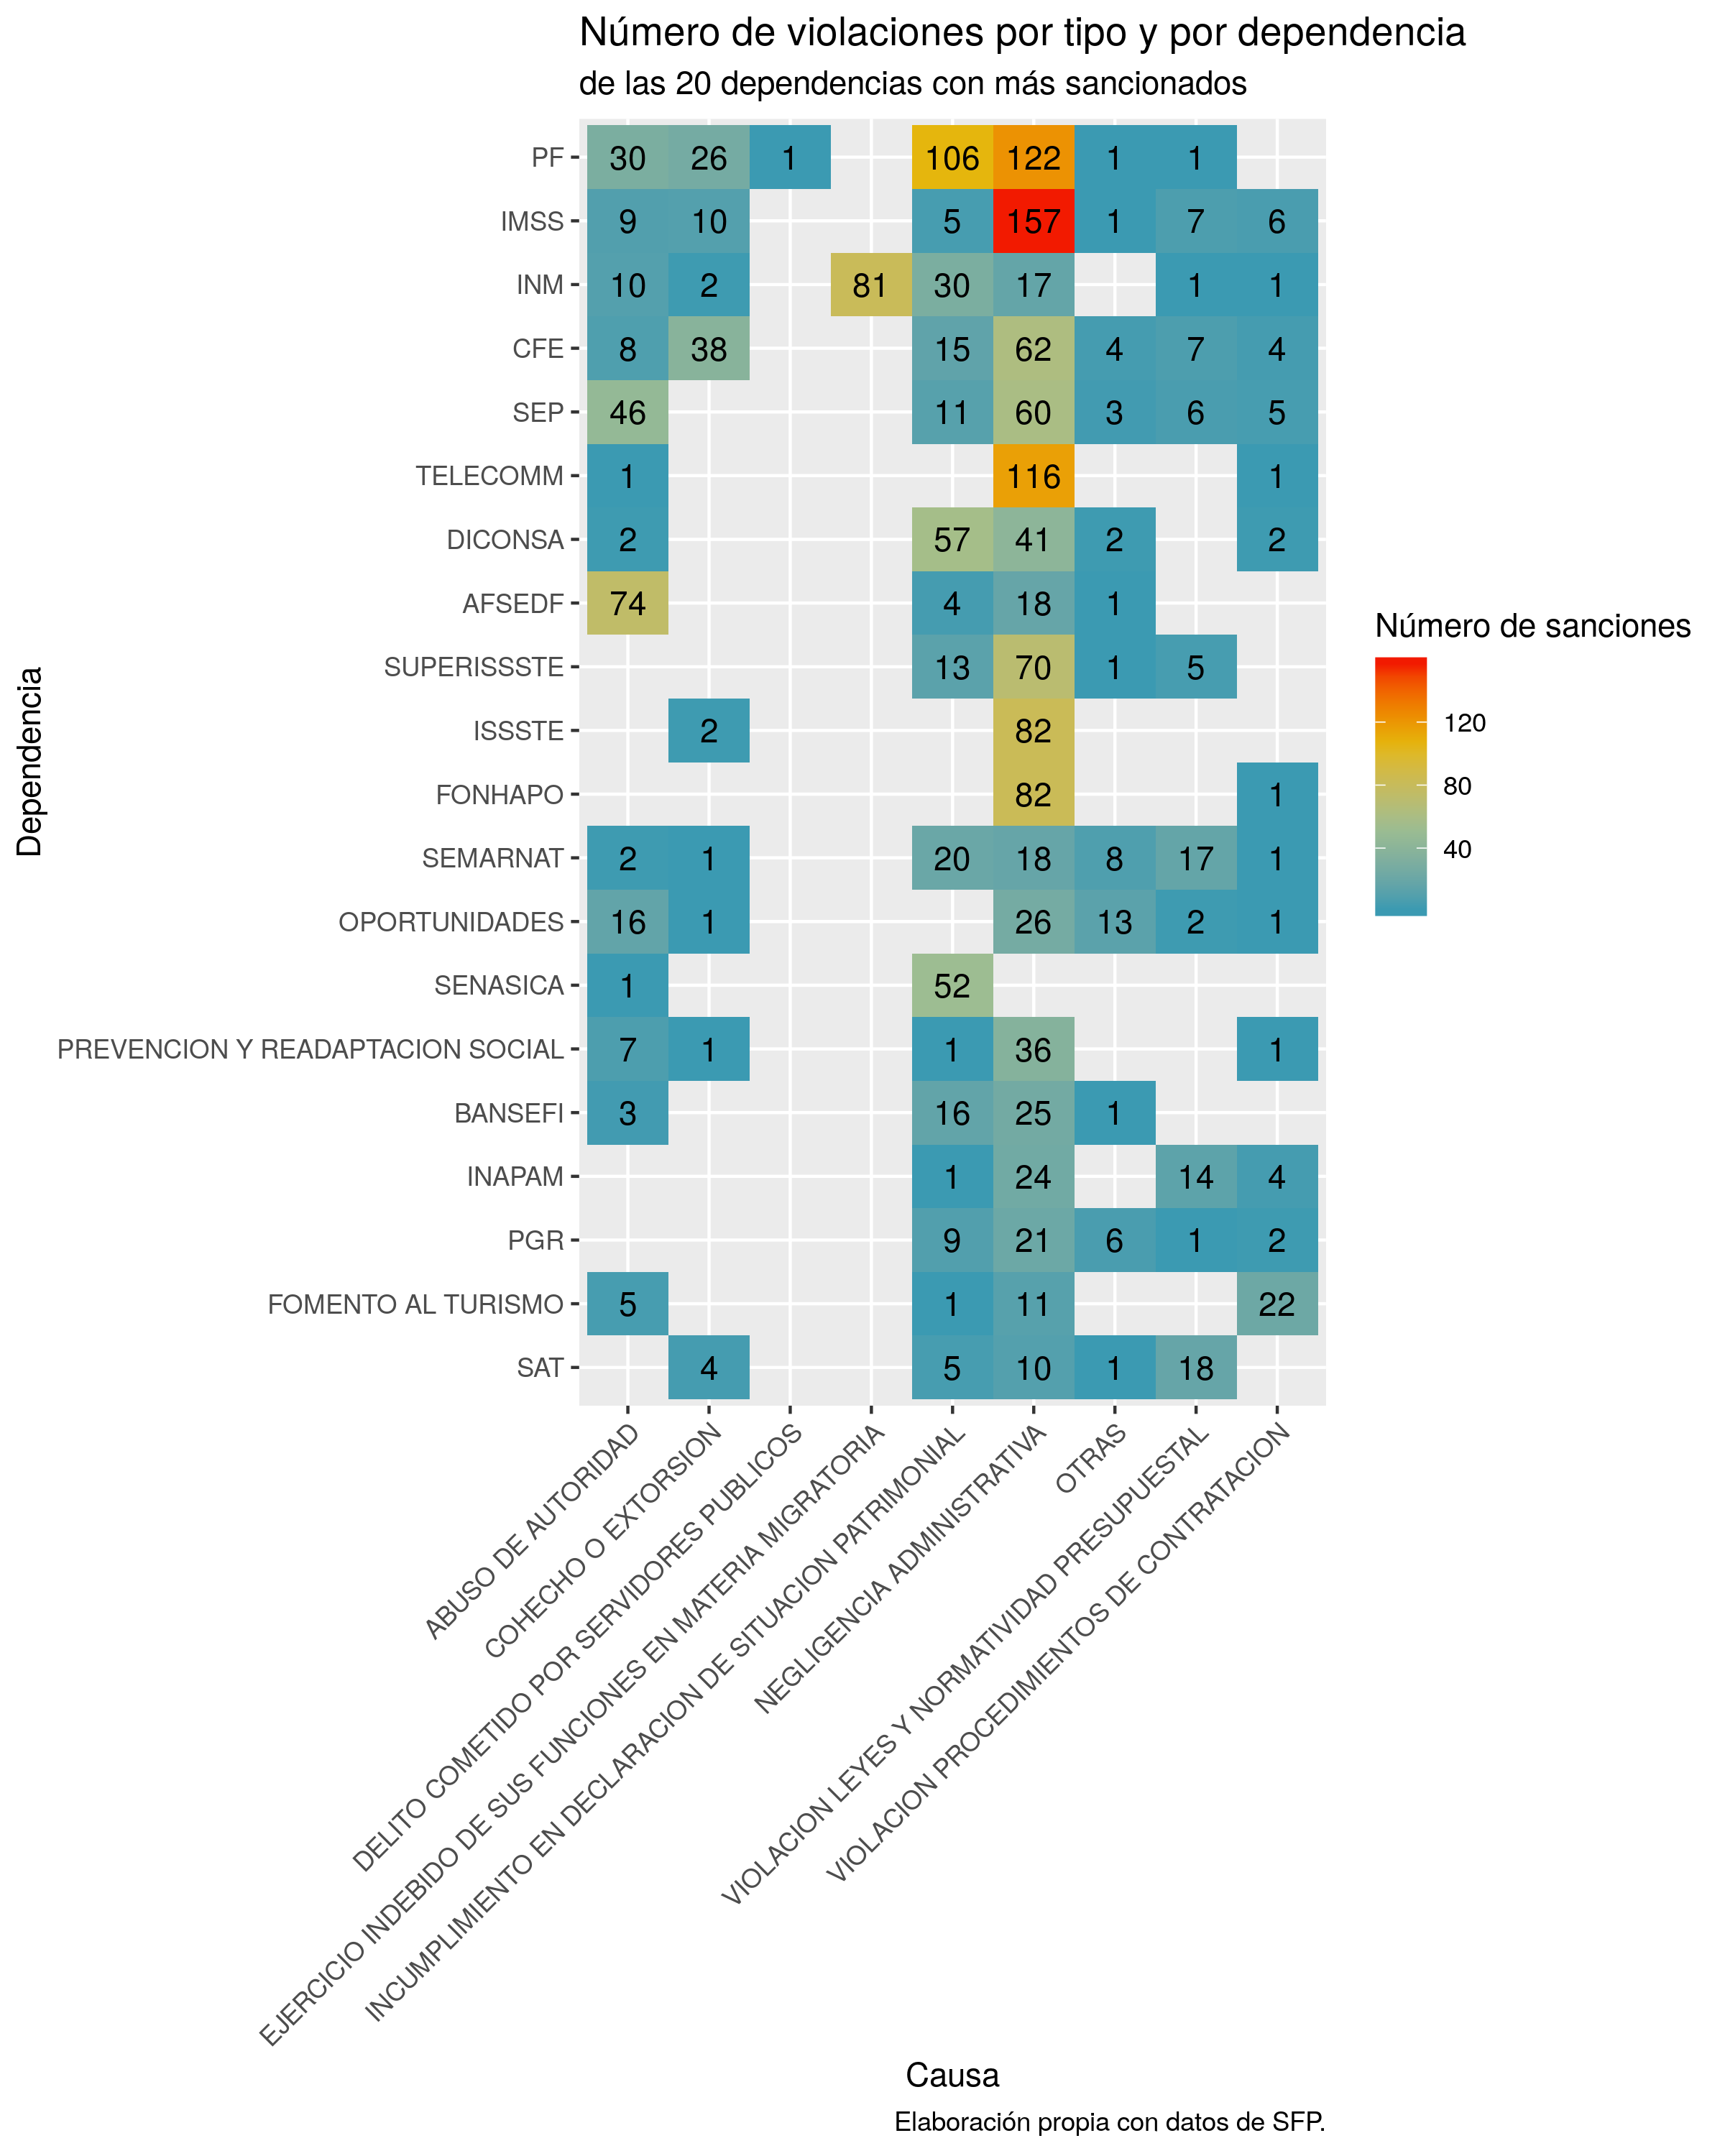 Número de violaciones por tipo y por dependencia
de las 20 dependencias con más sancionados
Dependencia
PF 30 26 1 106 122 1 1
IMSS 9 10 5 157 1 7 6
INM 10 2 81 30 17 1 1
CFE 8 38 15 62 4 7 4
SEP 46 11 60 3 6 5
TELECOMM 1 116 1
DICONSA 2 57 41 2 2
AFSEDF 74 4 18 1
SUPERISSSTE 13 70 1 5
ISSSTE 2 82
FONHAPO 82 1
SEMARNAT 2 1 20 18 8 17 1
OPORTUNIDADES 16 1 26 13 2 1
SENASICA 1 52
PREVENCION Y READAPTACION SOCIAL 7 1 1 36 1
BANSEFI 3 16 25 1
INAPAM 1 24 14 4
PGR 9 21 6 1 2
FOMENTO AL TURISMO 5 1 11 22
SAT 4 5 10 1 18
ABUSO DE AUTORIDAD
COHECHO O EXTORSION
DELITO COMETIDO POR SERVIDORES PUBLICOS
EJERCICIO INDEBIDO DE SUS FUNCIONES EN MATERIA MIGRATORIA
INCUMPLIMIENTO EN DECLARACION DE SITUACION PATRIMONIAL
NEGLIGENCIA ADMINISTRATIVA
OTRAS
VIOLACION LEYES Y NORMATIVIDAD PRESUPUESTAL
VIOLACION PROCEDIMIENTOS DE CONTRATACION
Causa
Número de sanciones
120
80
40
Elaboración propia con datos de SFP.